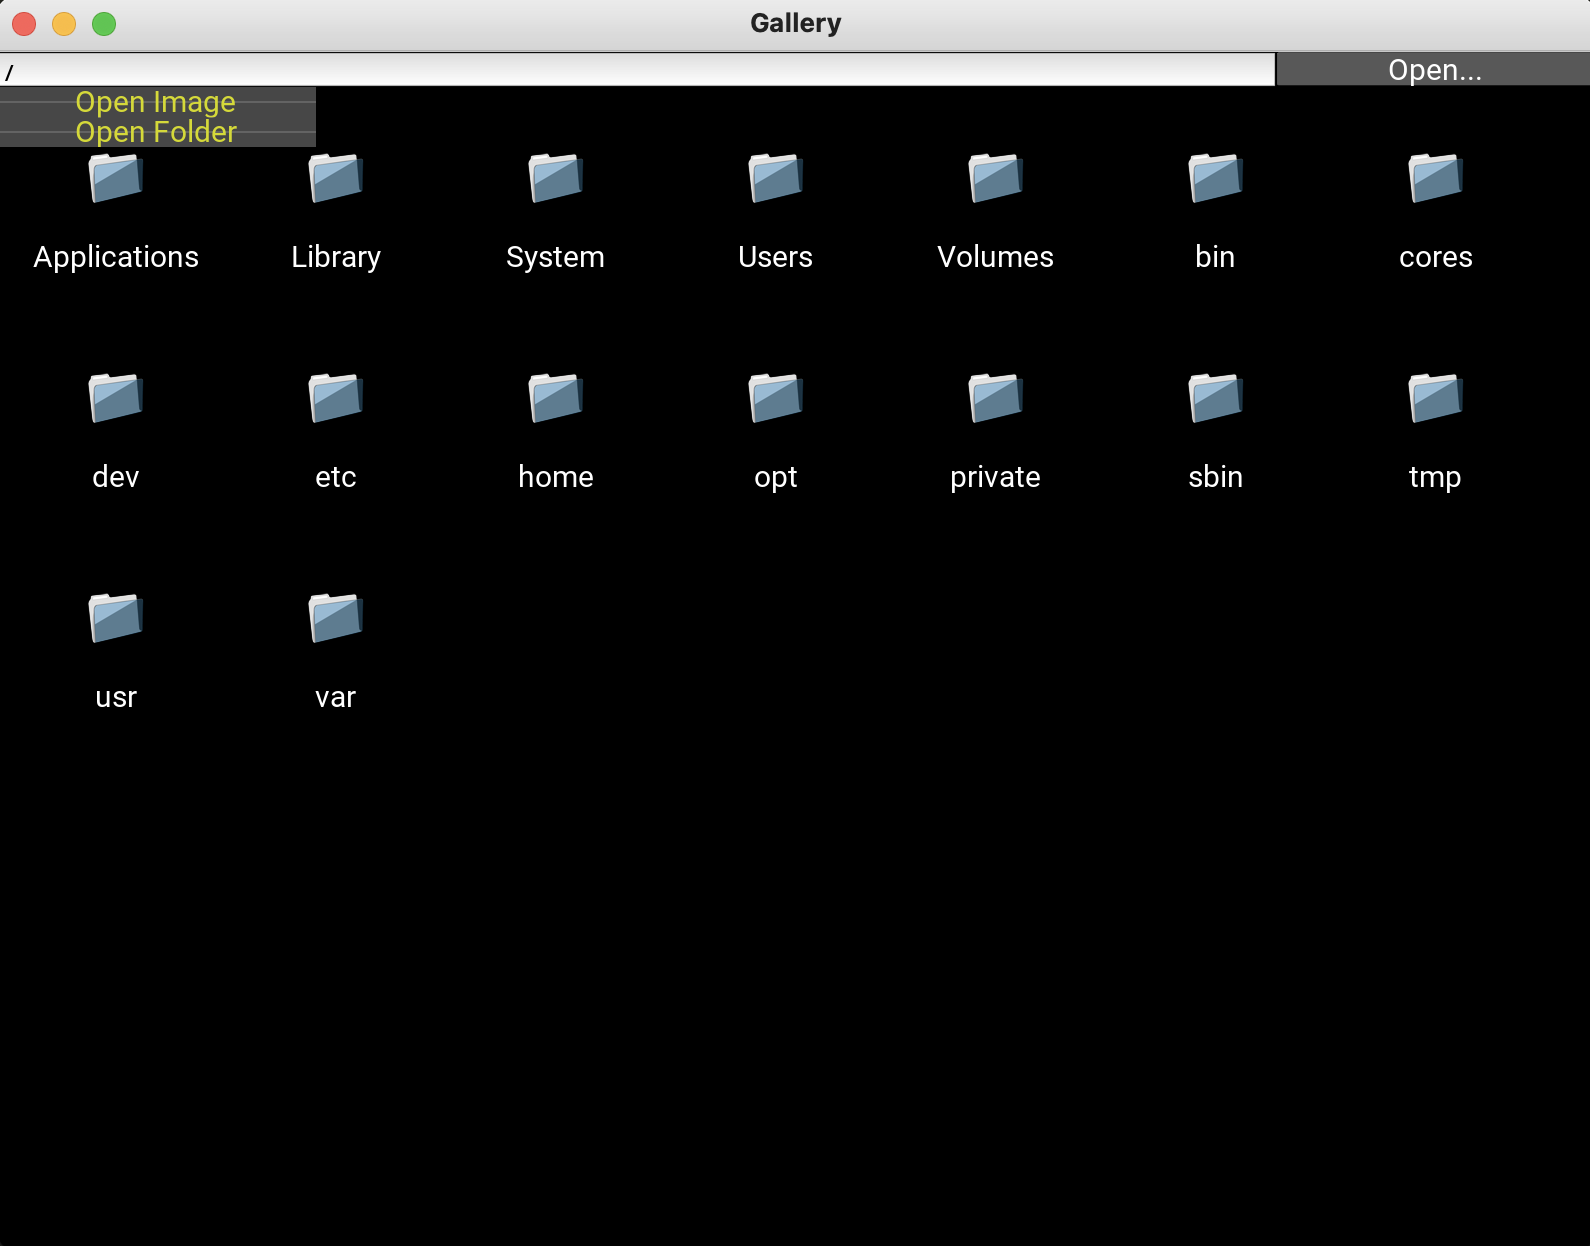 Gallery
/
Open...
Open Image
Open Folder
Applications Library System Users Volumes bin cores
dev etc home opt private sbin tmp
usr var